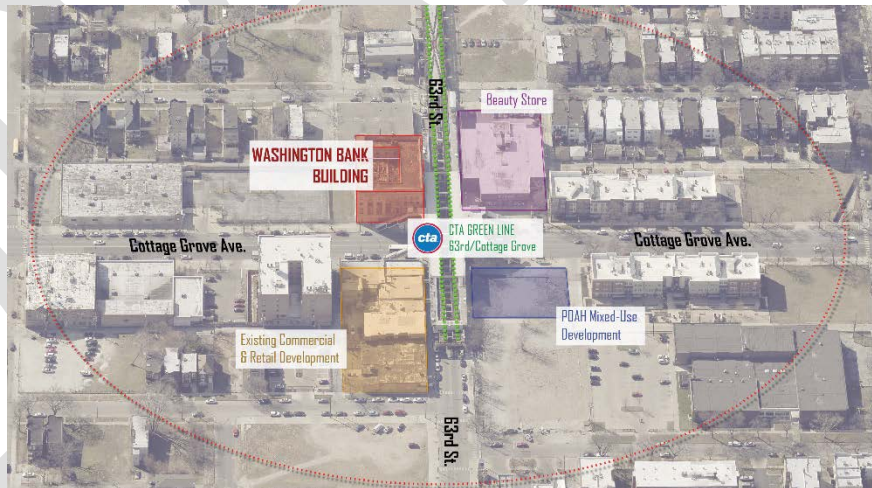 63rd St.
Beauty Store
WASHINGTON BANK
BUILDING
cta
CTA GREEN LINE
63rd/Cottage Grove
Cottage Grove Ave.
Cottage Grove Ave.
POAH Mixed-Use
Development
Existing Commercial
& Retail Development
63rd St.